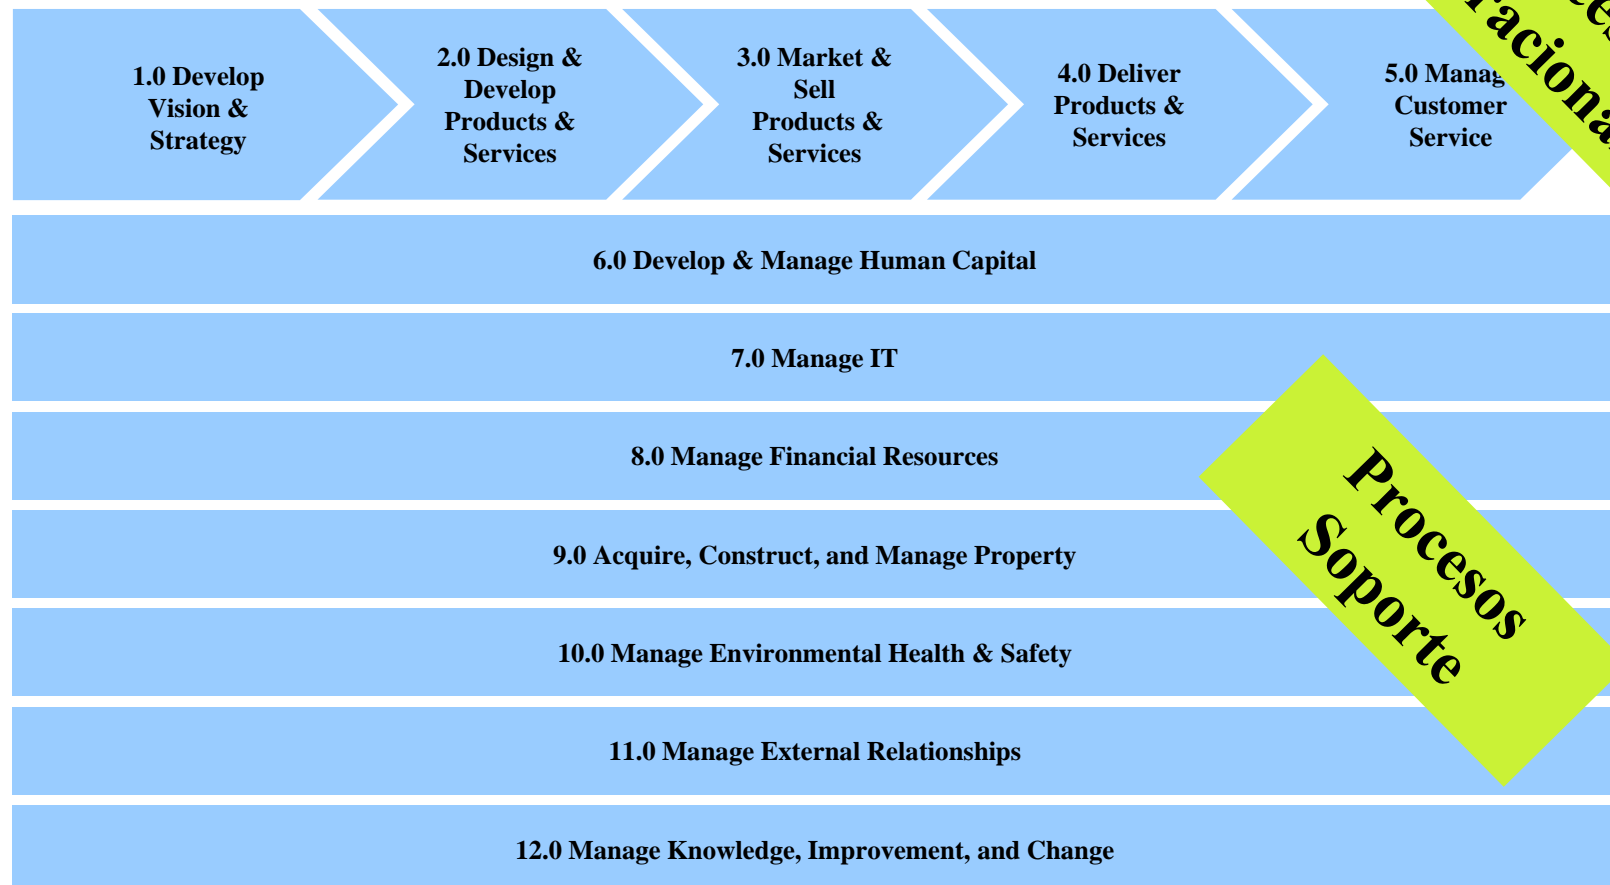 1.0 Develop
Vision &
Strategy
2.0 Design &
Develop
Products &
Services
3.0 Market &
Sell
Products &
Services
4.0 Deliver
Products &
Services
5.0 Manag
Customer
Service
6.0 Develop & Manage Human Capital
7.0 Manage IT
8.0 Manage Financial Resources
9.0 Acquire, Construct, and Manage Property
10.0 Manage Environmental Health & Safety
11.0 Manage External Relationships
12.0 Manage Knowledge, Improvement, and Change
Procesos
Soporte